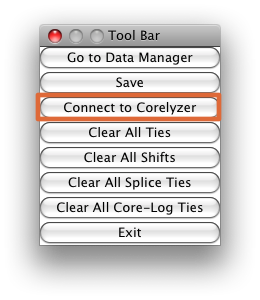 Tool Bar
Go to Data Manager
Save
Connect to Corelyzer
Clear All Ties
Clear All Shifts
Clear All Splice Ties
Clear All Core-Log Ties
Exit